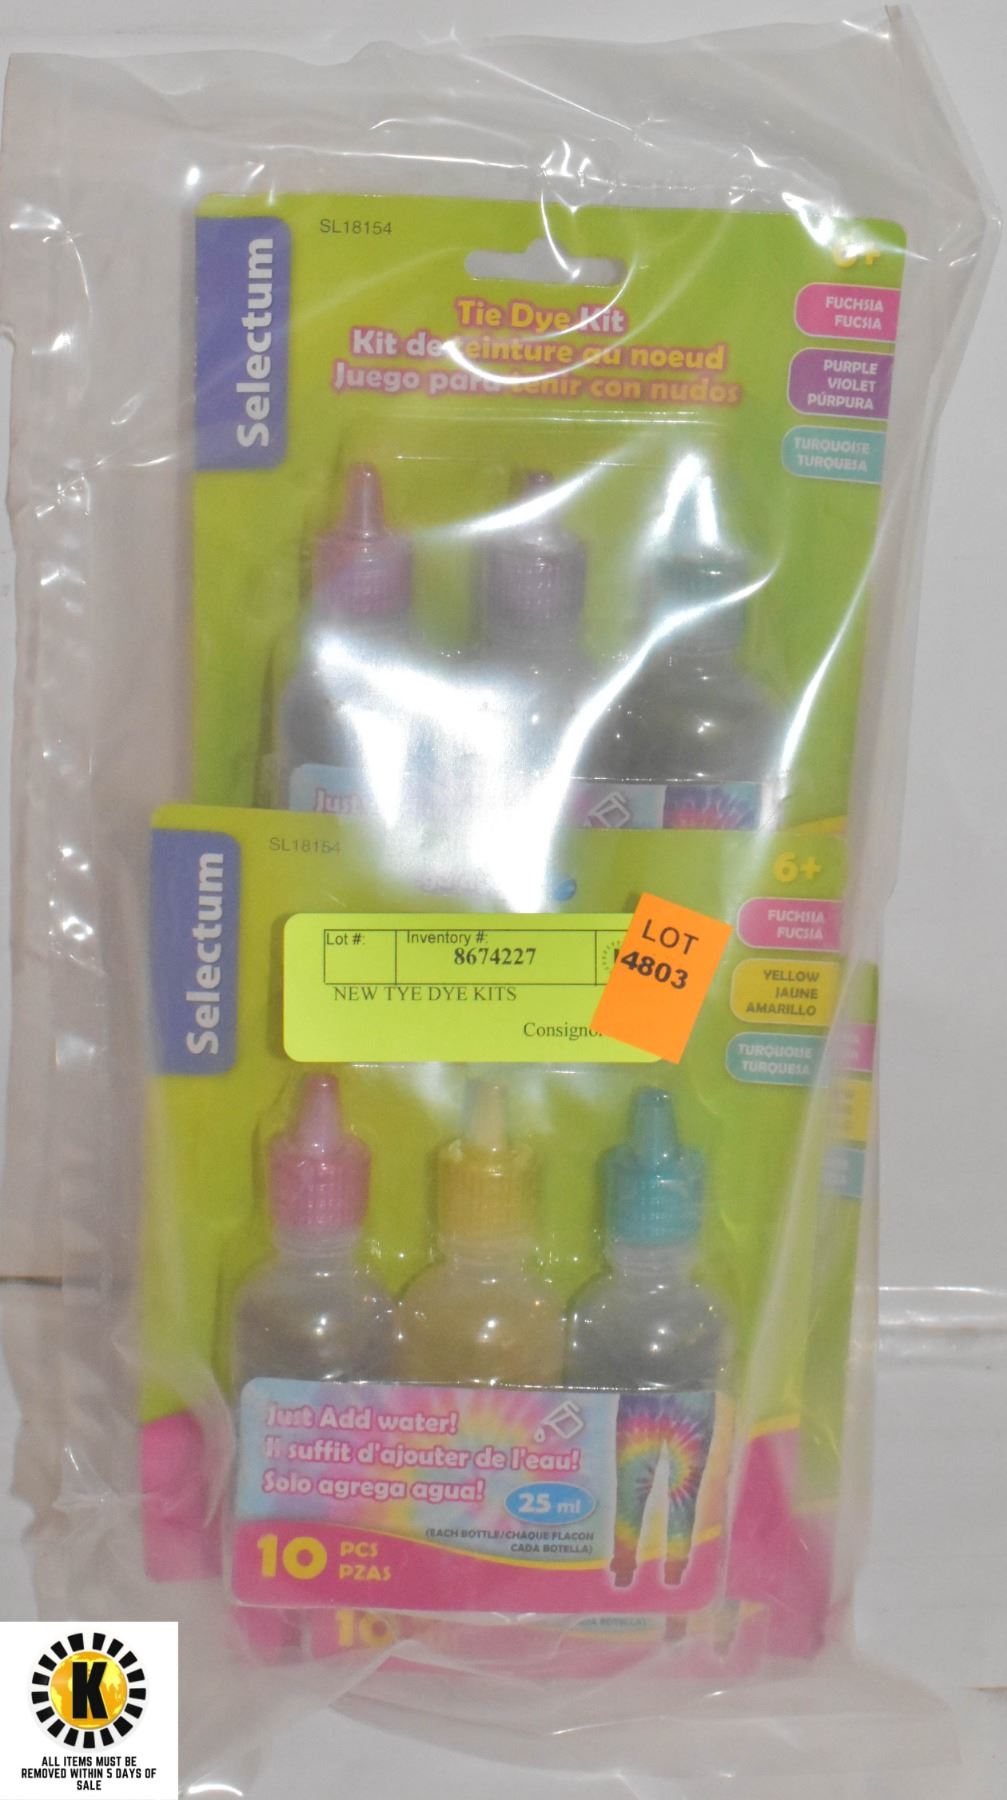 Selectum
SL18154
6+
Tie Dye Kit
Kit de teinture au noeud
Juego para tenir con nudos
FUCHSIA
FUCSIA
PURPLE
VIOLET
PÚRPURA
TURQUOISE
TURQUESA
Just
Selectum
SL18154
6+
FUCHSIA
FUCSIA
YELLOW
JAUNE
AMARILLO
TURQUOISE
TURQUESA
Lot #:
Inventory #:
8674227
NEW TYE DYE KITS
LOT
4803
Just Add water!
Il suffit d'ajouter de l'eau!
Solo agrega agua!
25 ml
(EACH BOTTLE/CHAQUE FLACON
CADA BOTELLA)
10 PCS
PZAS
10
K
ALL ITEMS MUST BE
REMOVED WITHIN 5 DAYS OF
SALE